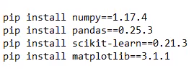 pip install numpy==1.17.4
pip install pandas==0.25.3
pip install scikit-learn==0.21.3
pip install matplotlib==3.1.1